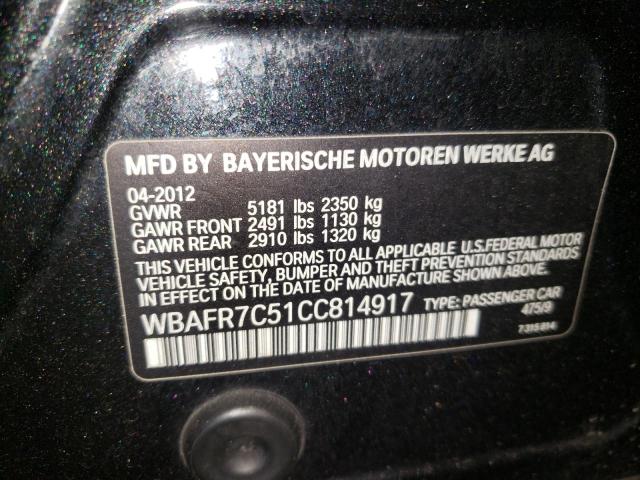 MFD BY BAYERISCHE MOTOREN WERKE AG
04-2012
GVWR 5181 lbs 2350 kg
GAWR FRONT 2491 lbs 1130 kg
GAWR REAR 2910 lbs 1320 kg
THIS VEHICLE CONFORMS TO ALL APPLICABLE U.S.FEDERAL MOTOR
VEHICLE SAFETY, BUMPER AND THEFT PREVENTION STANDARDS
IN EFFECT ON THE DATE OF MANUFACTURE SHOWN ABOVE.
WBAFR7C51CC814917 TYPE: PASSENGER CAR
475/9
7315814